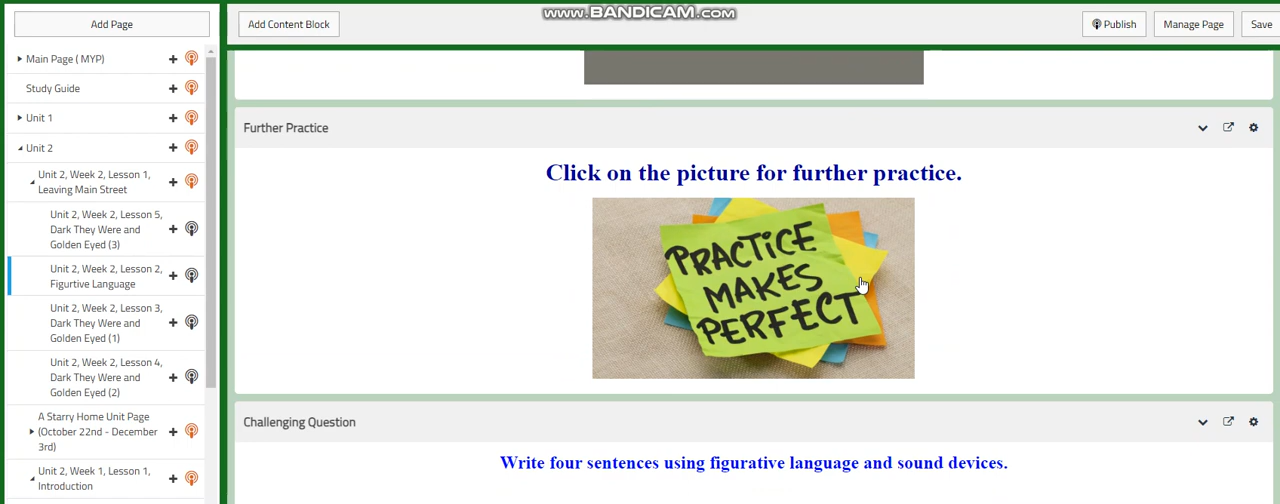 www.BANDICAM.com
Add Page
Add Content Block
Publish
Manage Page
Save
Main Page ( MYP)
Study Guide
Unit 1
Unit 2
Unit 2, Week 2, Lesson 1,
Leaving Main Street
Unit 2, Week 2, Lesson 5,
Dark They Were and
Golden Eyed (3)
Unit 2, Week 2, Lesson 2,
Figurtive Language
Unit 2, Week 2, Lesson 3,
Dark They Were and
Golden Eyed (1)
Unit 2, Week 2, Lesson 4,
Dark They Were and
Golden Eyed (2)
A Starry Home Unit Page
(October 22nd - December
3rd)
Unit 2, Week 1, Lesson 1,
Introduction
Further Practice
Click on the picture for further practice.
PRACTICE
MAKES
PERFECT
Challenging Question
Write four sentences using figurative language and sound devices.